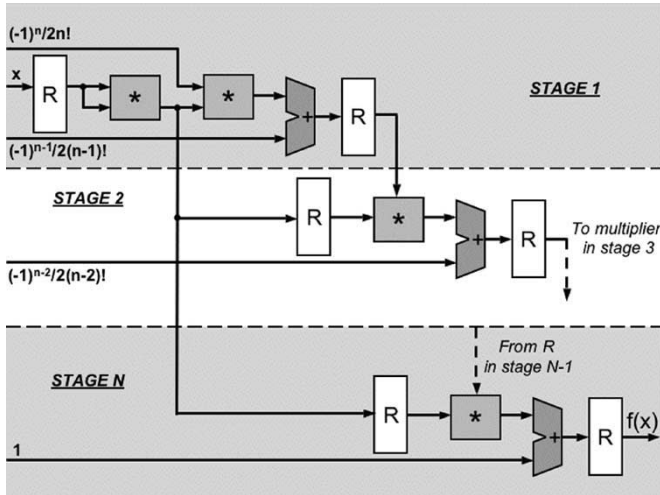 (-1)ⁿ/2n!
x
R
*
*
+
R
STAGE 1
(-1)ⁿ⁻¹/2(n-1)!
STAGE 2
R
*
+
R
To multiplier
in stage 3
(-1)ⁿ⁻²/2(n-2)!
From R
in stage N-1
STAGE N
R
*
+
R
f(x)
1